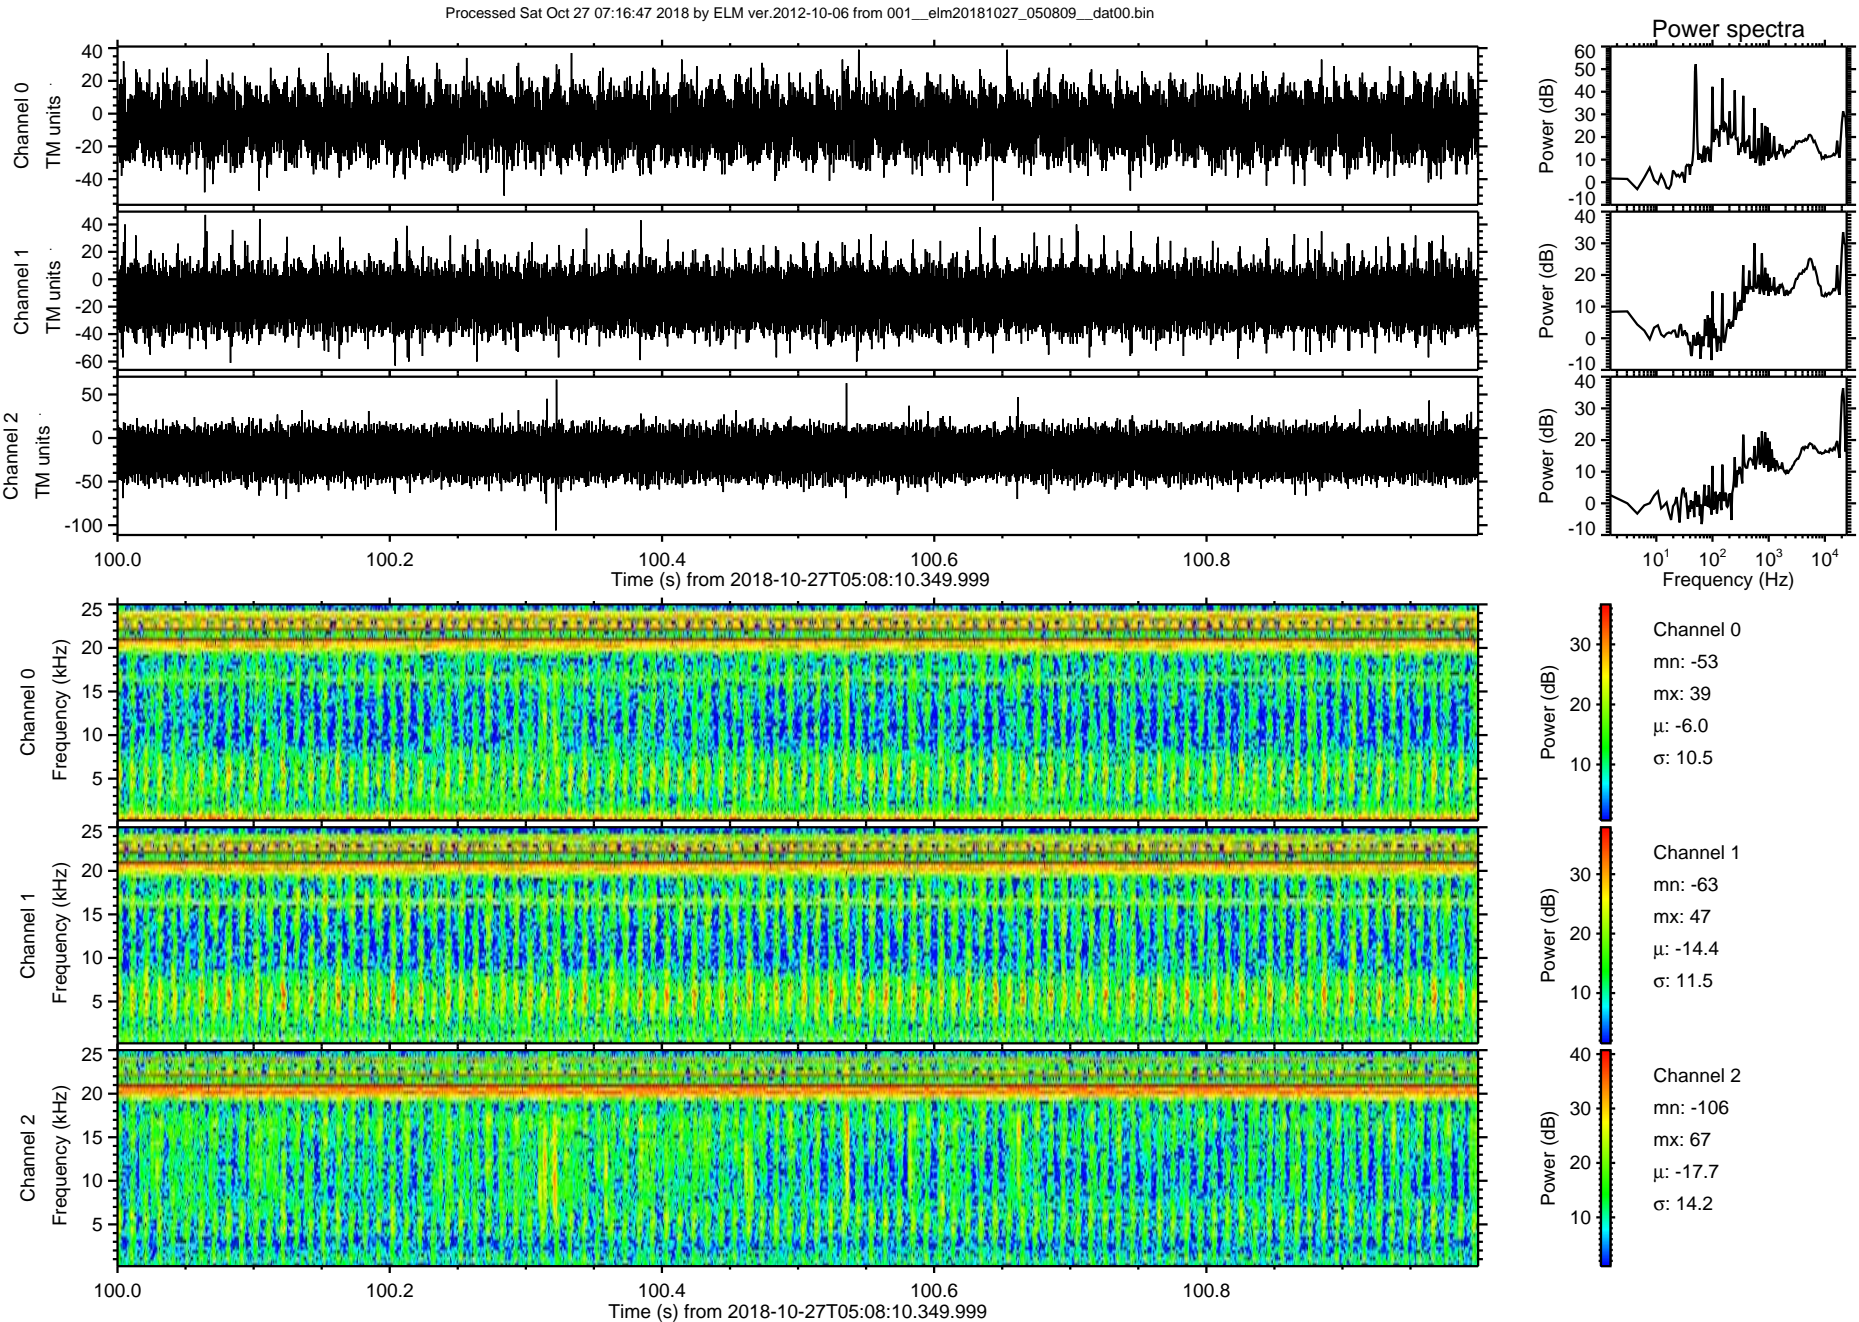 Processed Sat Oct 27 07:16:47 2018 by ELM ver.2012-10-06 from 001__elm20181027_050809__dat00.bin
Power spectra
Channel 0
TM units
40
20
0
-20
-40
Power (dB)
60
50
40
30
20
10
0
-10
Channel 1
TM units
40
20
0
-20
-40
-60
Power (dB)
40
30
20
10
0
-10
Channel 2
TM units
50
0
-50
-100
Power (dB)
40
30
20
10
0
-10
100.0 100.2 100.4 100.6 100.8
Time (s) from 2018-10-27T05:08:10.349.999
10^1 10^2 10^3 10^4
Frequency (Hz)
Channel 0
Frequency (kHz)
25
20
15
10
5
Power (dB)
30
20
10
Channel 0
mn: -53
mx: 39
μ: -6.0
σ: 10.5
Channel 1
Frequency (kHz)
25
20
15
10
5
Power (dB)
30
20
10
Channel 1
mn: -63
mx: 47
μ: -14.4
σ: 11.5
Channel 2
Frequency (kHz)
25
20
15
10
5
Power (dB)
40
30
20
10
Channel 2
mn: -106
mx: 67
μ: -17.7
σ: 14.2
100.0 100.2 100.4 100.6 100.8
Time (s) from 2018-10-27T05:08:10.349.999